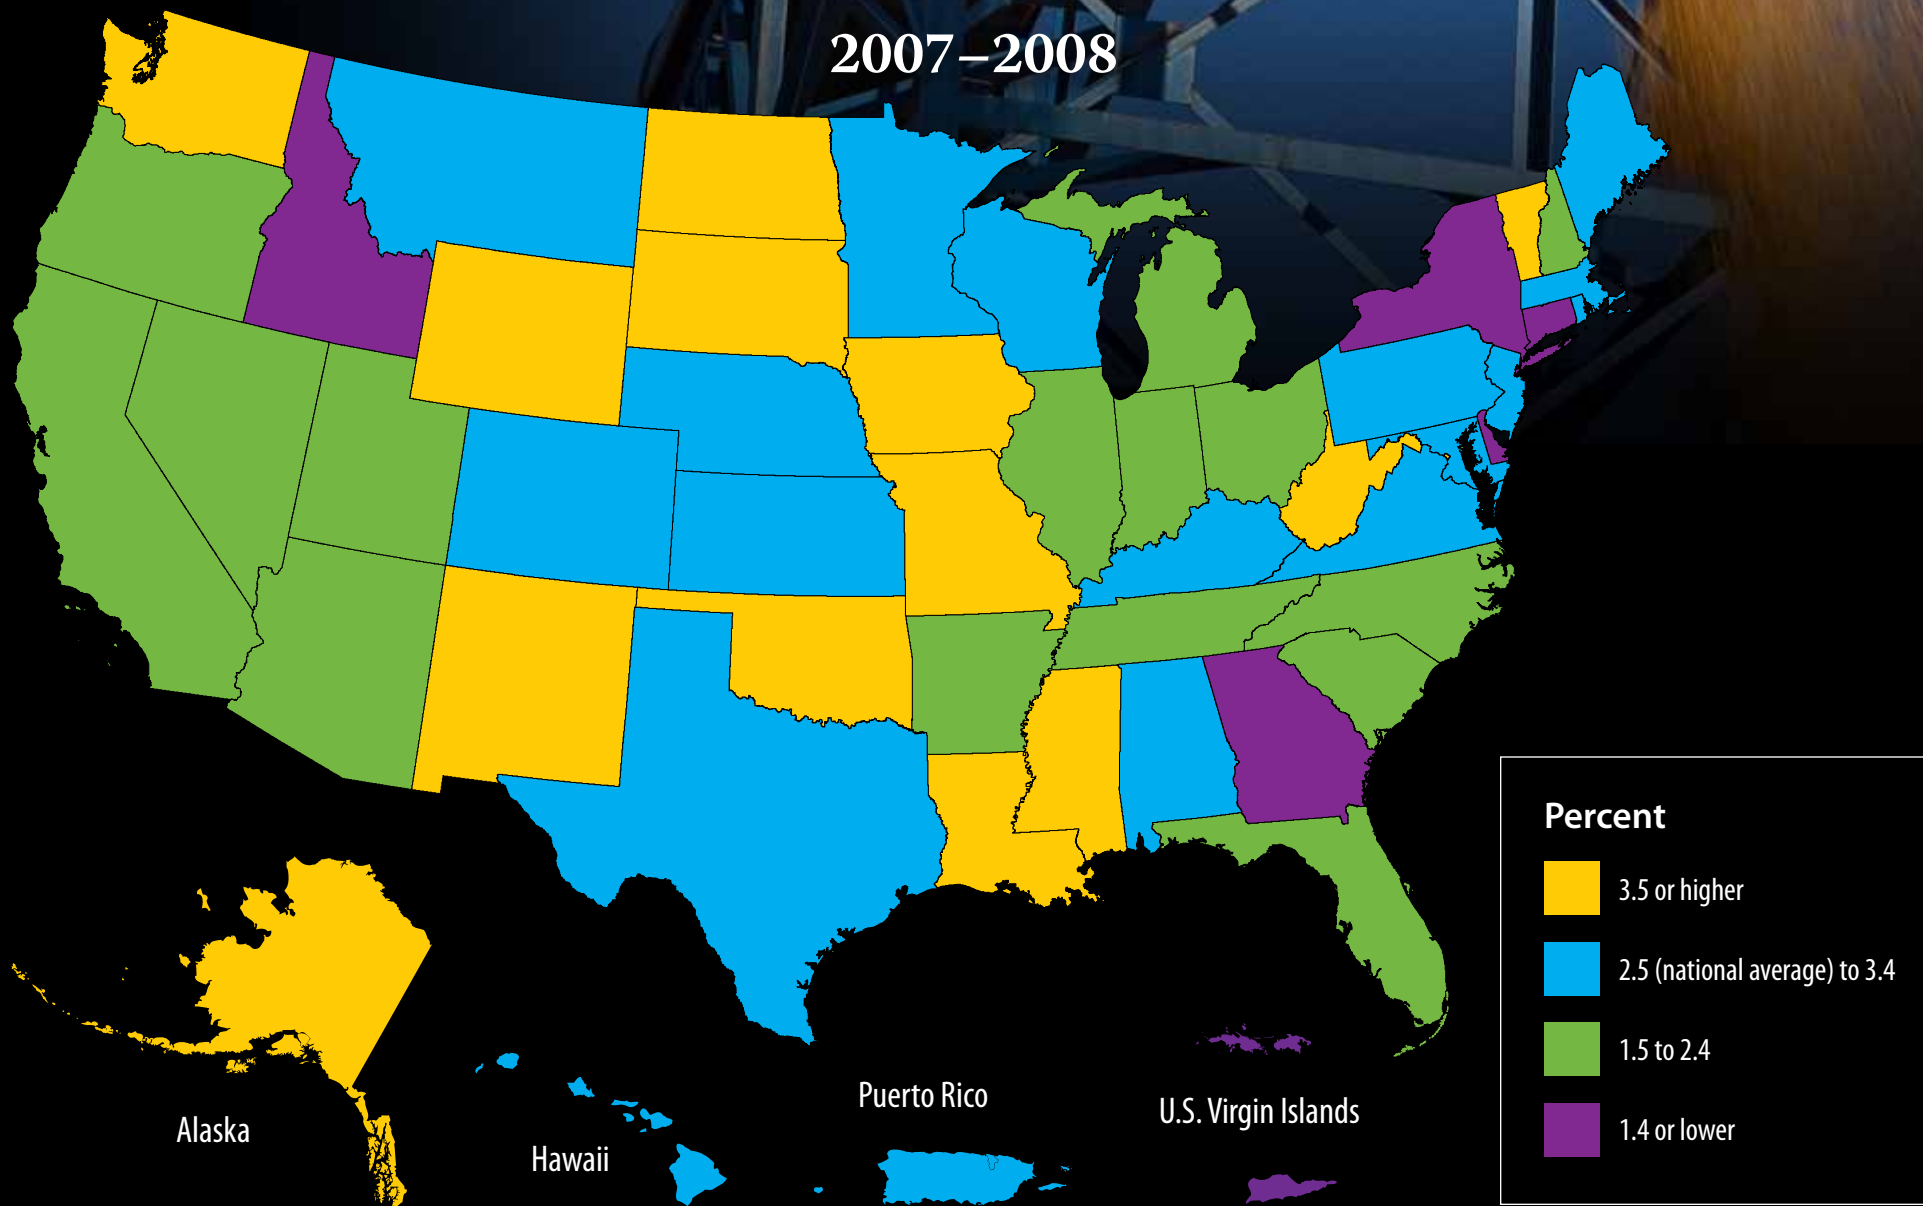 2007–2008
Percent
3.5 or higher
2.5 (national average) to 3.4
1.5 to 2.4
1.4 or lower
Alaska
Hawaii
Puerto Rico
U.S. Virgin Islands